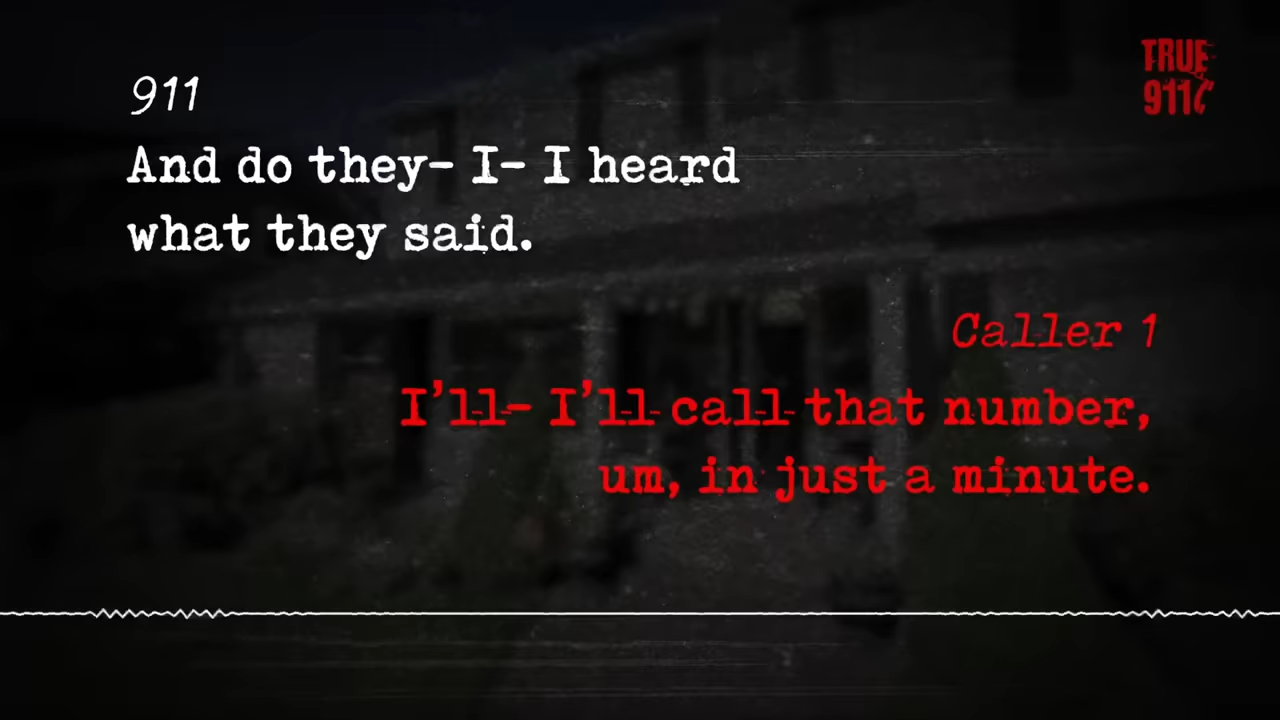 TRUE
911
911
And do they- I- I heard
what they said.
Caller 1
I'll- I'll call that number,
um, in just a minute.